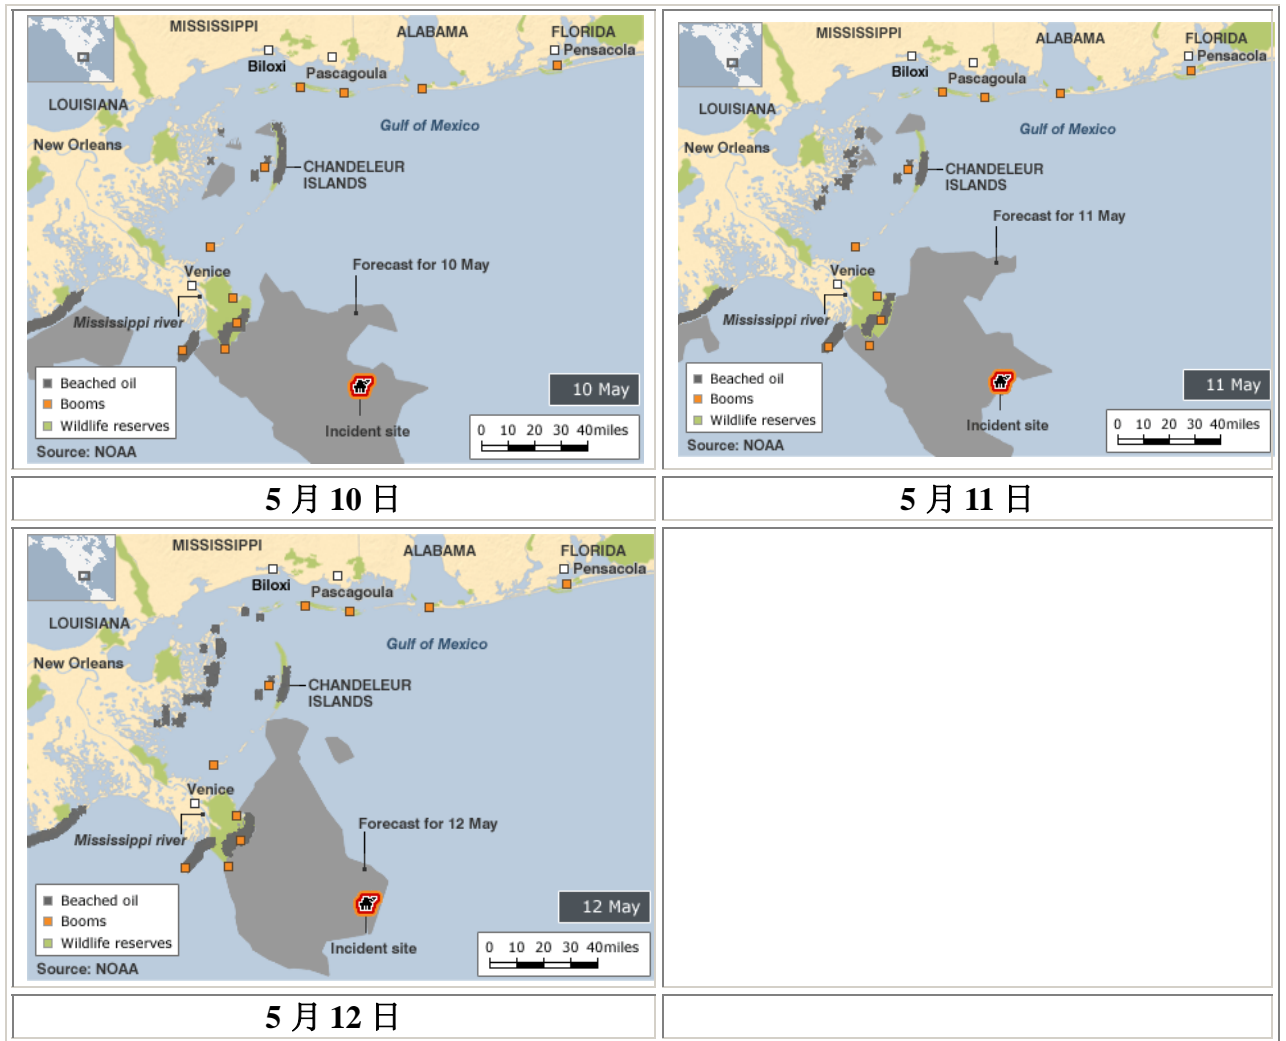 MISSISSIPPI
ALABAMA
FLORIDA
Pensacola
Biloxi
Pascagoula
LOUISIANA
Gulf of Mexico
New Orleans
CHANDELEUR
ISLANDS
Forecast for 10 May
Venice
Mississippi river
Beached oil
Booms
Wildlife reserves
10 May
Incident site
0 10 20 30 40miles
Source: NOAA
MISSISSIPPI
ALABAMA
FLORIDA
Pensacola
Biloxi
Pascagoula
LOUISIANA
Gulf of Mexico
New Orleans
CHANDELEUR
ISLANDS
Forecast for 11 May
Venice
Mississippi river
Beached oil
Booms
Wildlife reserves
11 May
Incident site
0 10 20 30 40miles
Source: NOAA
5 月 10 日
5 月 11 日
MISSISSIPPI
ALABAMA
FLORIDA
Pensacola
Biloxi
Pascagoula
LOUISIANA
Gulf of Mexico
New Orleans
CHANDELEUR
ISLANDS
Venice
Forecast for 12 May
Mississippi river
Beached oil
Booms
Wildlife reserves
12 May
Incident site
0 10 20 30 40miles
Source: NOAA
5 月 12 日